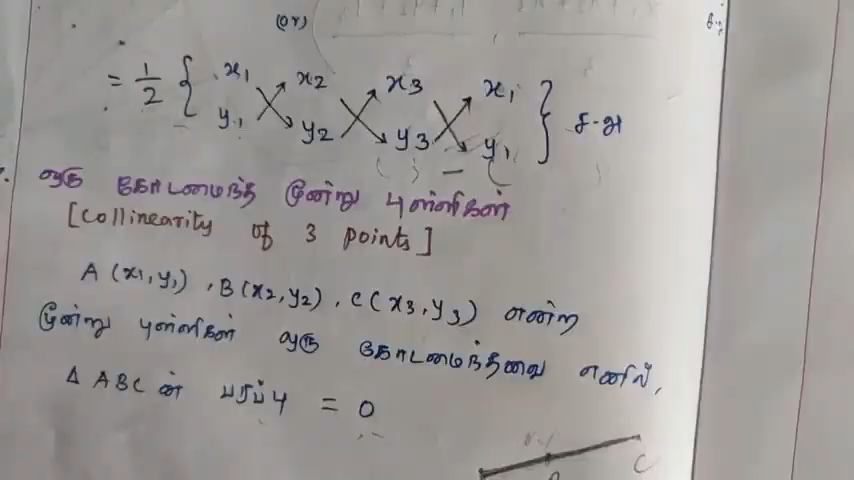 (or)
= 1/2 { x₁ x₂ x₃ x₁
y₁ y₂ y₃ y₁ } ச.அ
ஒரு கோடமைந்த மூன்று புள்ளிகள்
[Collinearity of 3 points]
A (x₁, y₁), B (x₂, y₂), C (x₃, y₃) என்ற
மூன்று புள்ளிகள் ஒரு கோடமைந்தவை எனில்,
Δ ABC ன் பரப்பு = 0
C